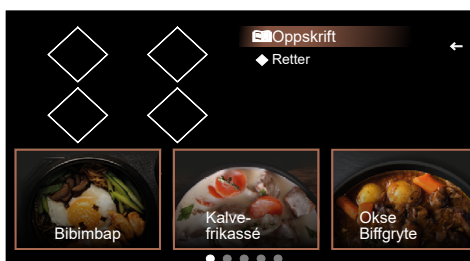 Oppskrift
Retter
Bibimbap
Kalve-
frikassé
Okse
Biffgryte